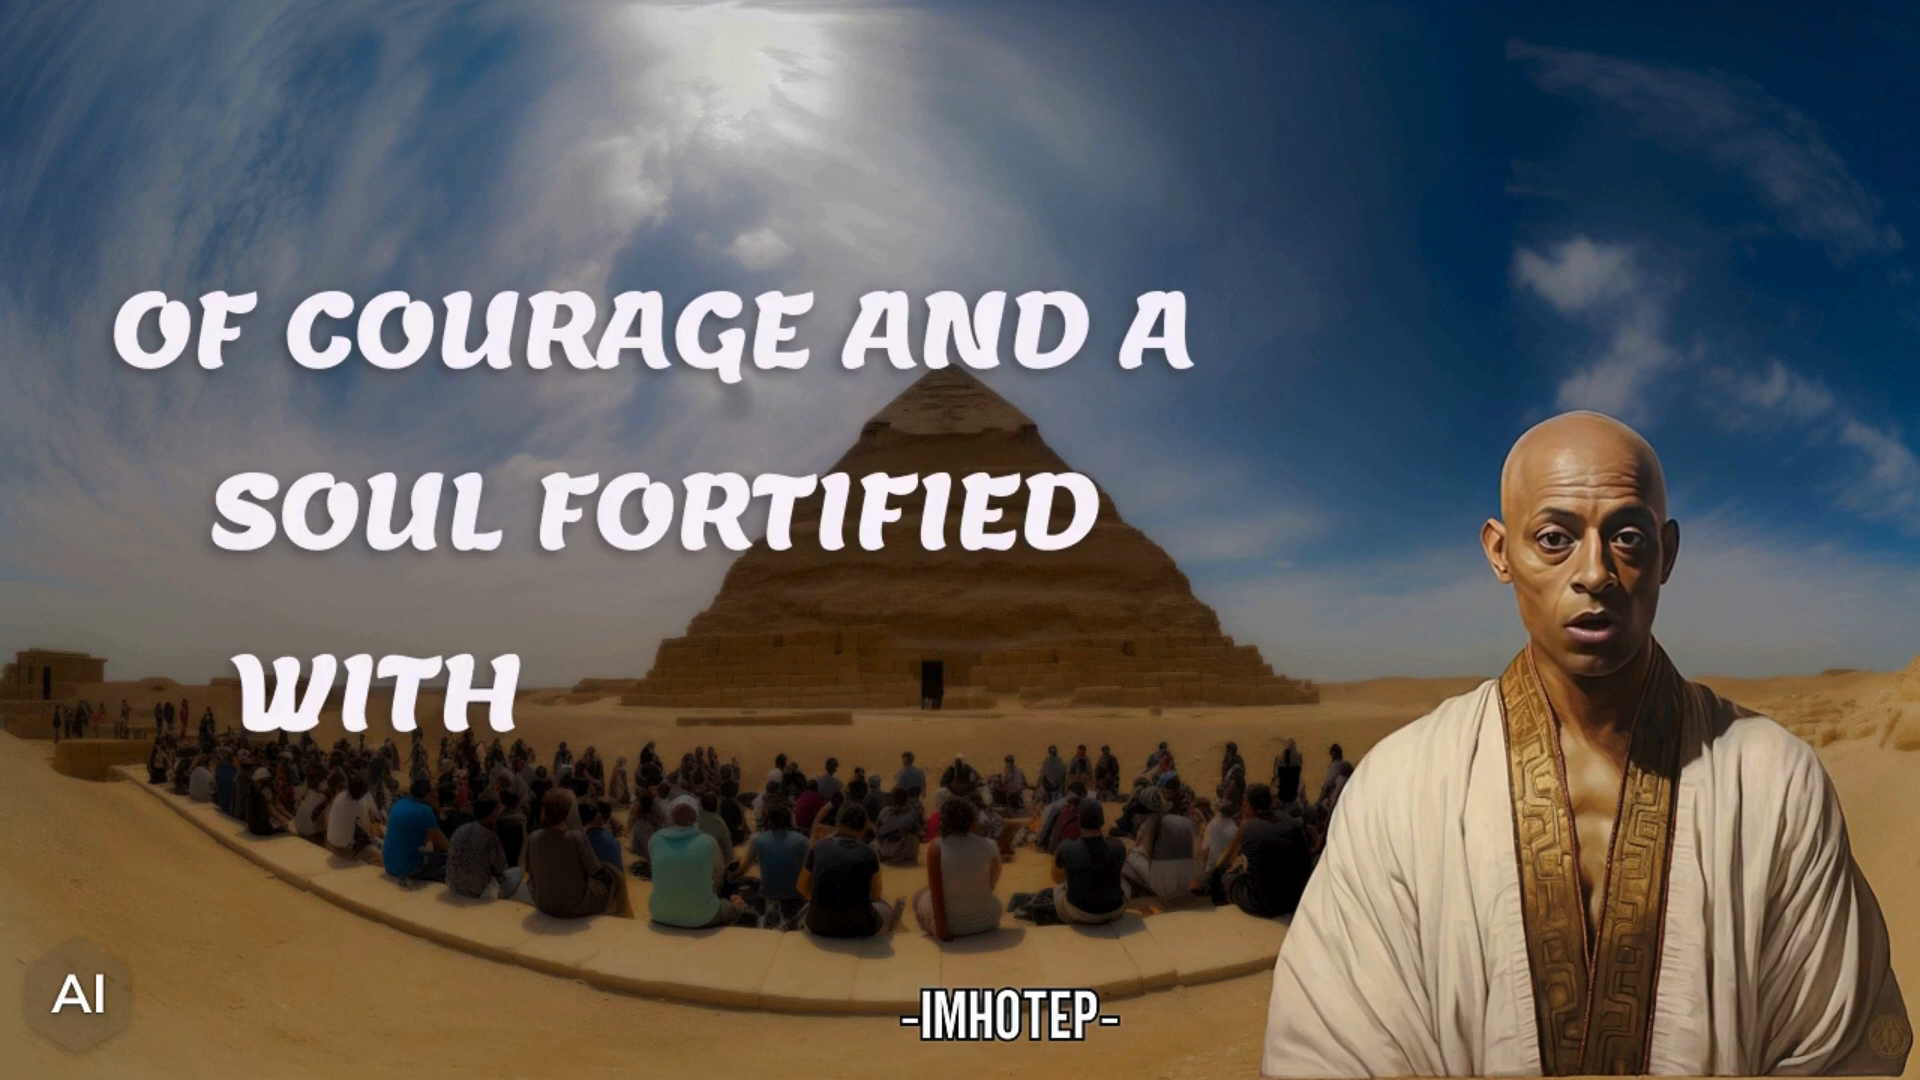 OF COURAGE AND A
SOUL FORTIFIED
WITH
AI
-IMHOTEP-